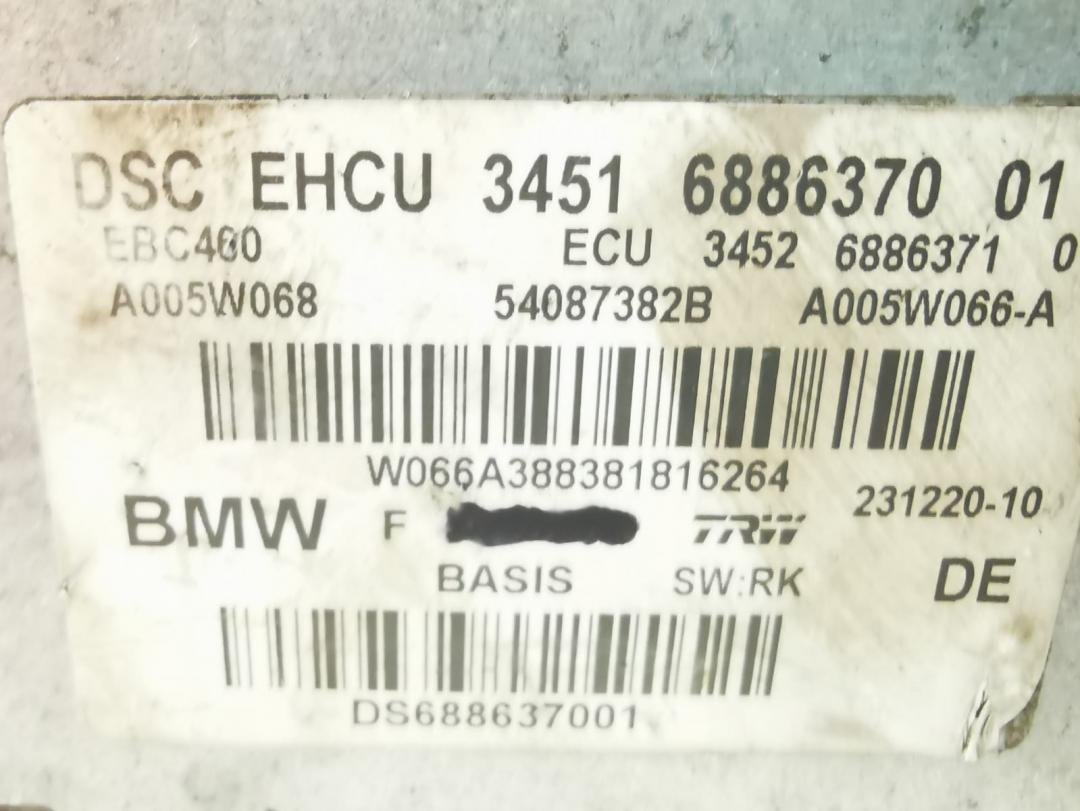 DSC EHCU 3451 6886370 01
EBC460 ECU 3452 6886371 0
A005W068 54087382B A005W066-A
W066A388381816264
231220-10
BMW F TRW
BASIS SW:RK DE
DS688637001